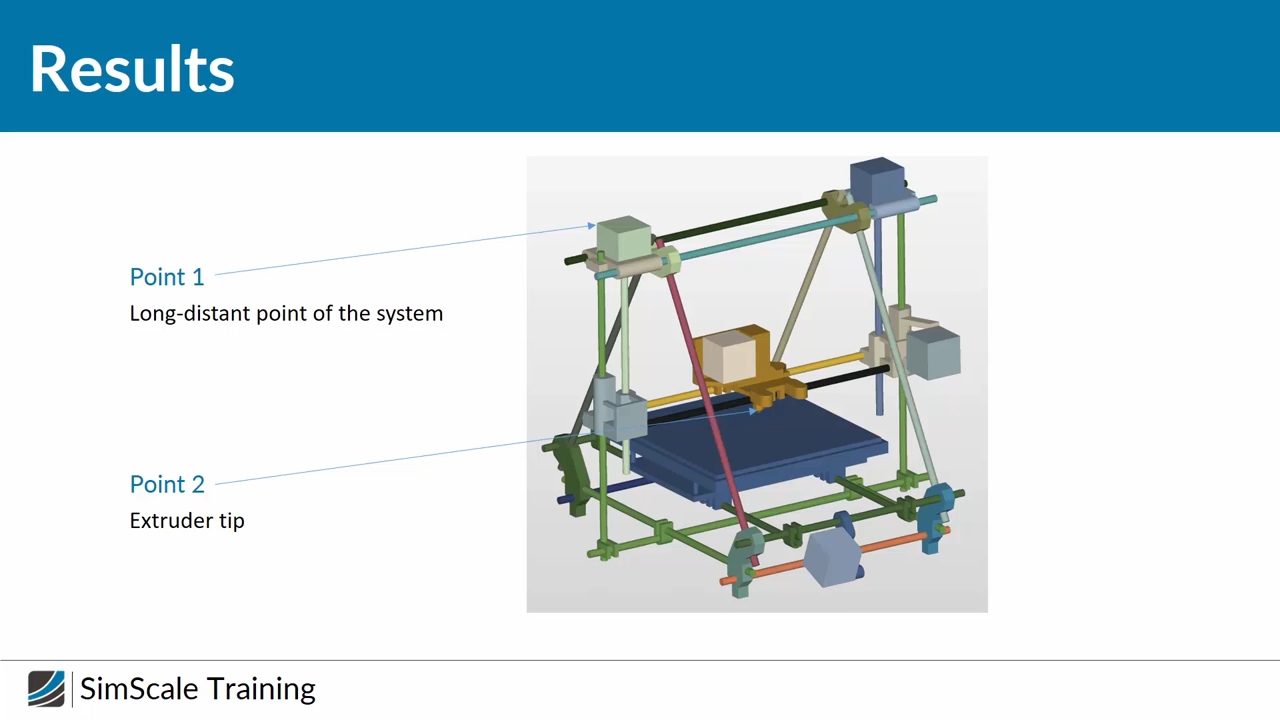 Results
Point 1
Long-distant point of the system
Point 2
Extruder tip
SimScale Training